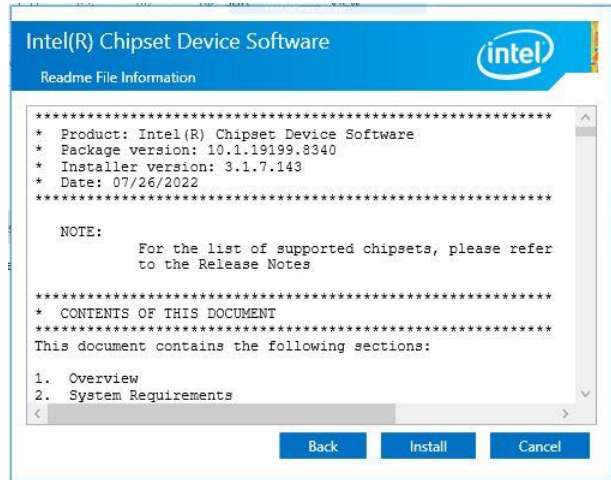 Intel(R) Chipset Device Software
intel
Readme File Information
************************************************************
*  Product: Intel(R) Chipset Device Software
*  Package version: 10.1.19199.8340
*  Installer version: 3.1.7.143
*  Date: 07/26/2022
************************************************************
NOTE:
For the list of supported chipsets, please refer
to the Release Notes
************************************************************
*  CONTENTS OF THIS DOCUMENT
************************************************************
This document contains the following sections:
1.  Overview
2.  System Requirements
Back
Install
Cancel